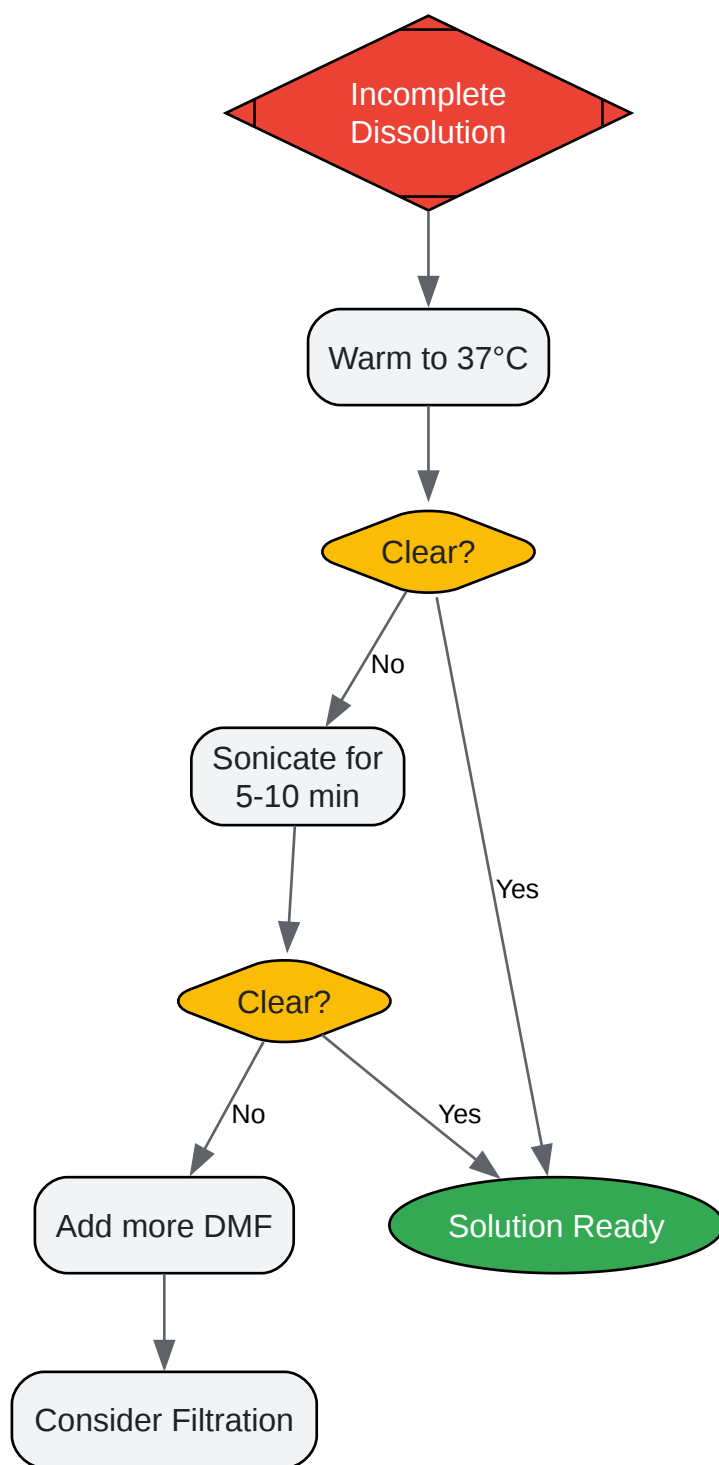 Incomplete
Dissolution
Warm to 37°C
Clear?
No
Sonicate for
5-10 min
Yes
Clear?
No
Yes
Add more DMF
Solution Ready
Consider Filtration